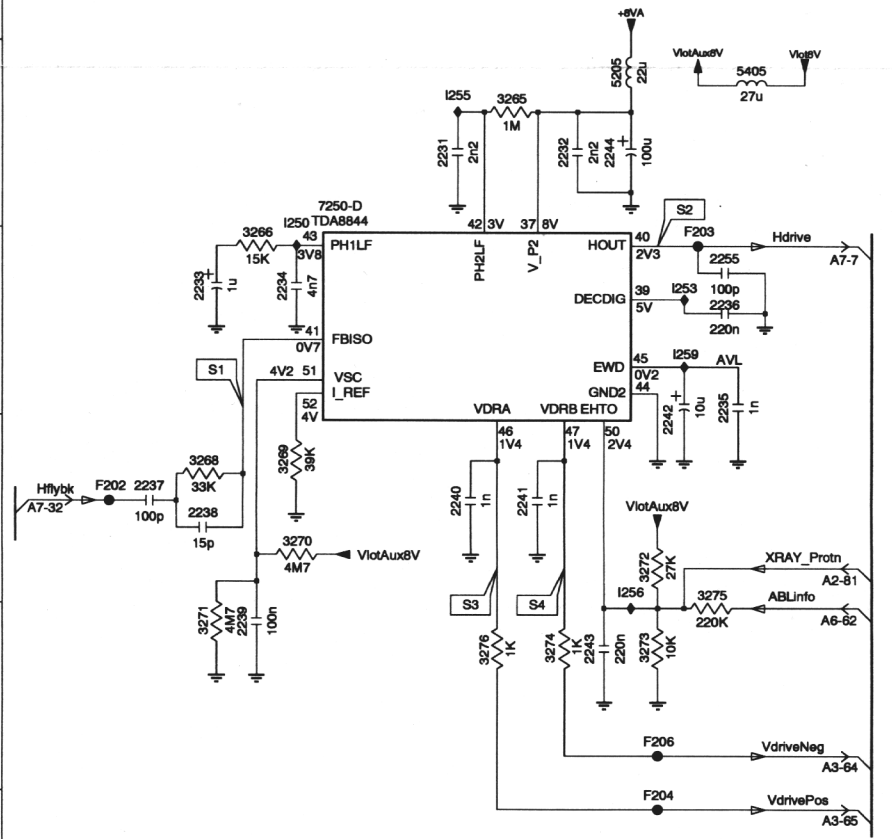 +8VA
5205
22u
VlotAux8V
Vlot8V
5405
27u
I255
3265
1M
2231
2n2
2232
2n2
2244
+
100u
7250-D
TDA8844
42
3V
37
8V
PH2LF
V_P2
S2
3266
15K
I250
43
3V8
PH1LF
HOUT
40
2V3
F203
Hdrive
A7-7
2233
+
1u
2234
4n7
2255
100p
DECDIG
39
5V
I253
2236
220n
41
0V7
FBISO
S1
4V2
51
VSC
I_REF
52
4V
EWD
45
0V2
I259
AVL
GND2
44
2242
+
10u
2235
1n
VDRA
VDRB
EHTO
46
1V4
47
1V4
50
2V4
3269
39K
3268
33K
Hflybk
A7-32
F202
2237
100p
2238
15p
2240
1n
2241
1n
VlotAux8V
3270
4M7
VlotAux8V
3272
27K
XRAY_Protn
A2-81
3271
4M7
2239
100n
S3
S4
I256
3275
220K
ABLinfo
A6-62
3276
1K
3274
1K
2243
220n
3273
10K
F206
VdriveNeg
A3-64
F204
VdrivePos
A3-65